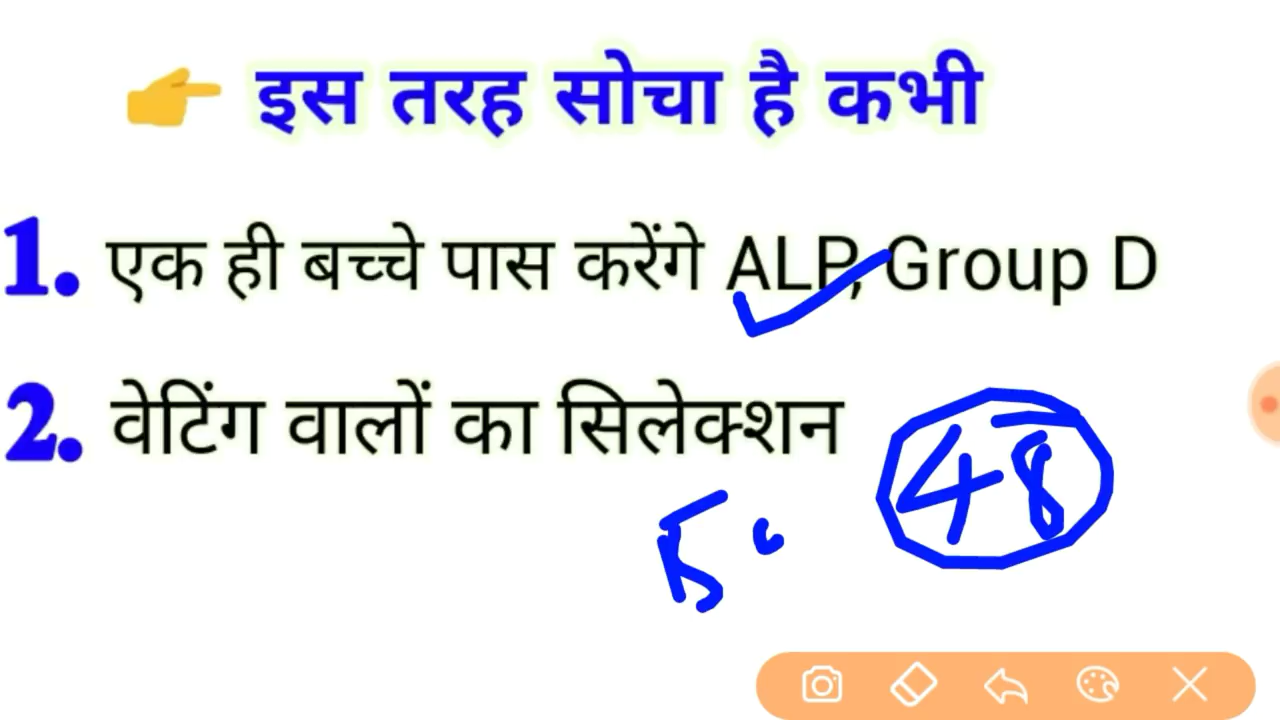 इस तरह सोचा है कभी
1. एक ही बच्चे पास करेंगे ALP, Group D
2. वेटिंग वालों का सिलेक्शन
48